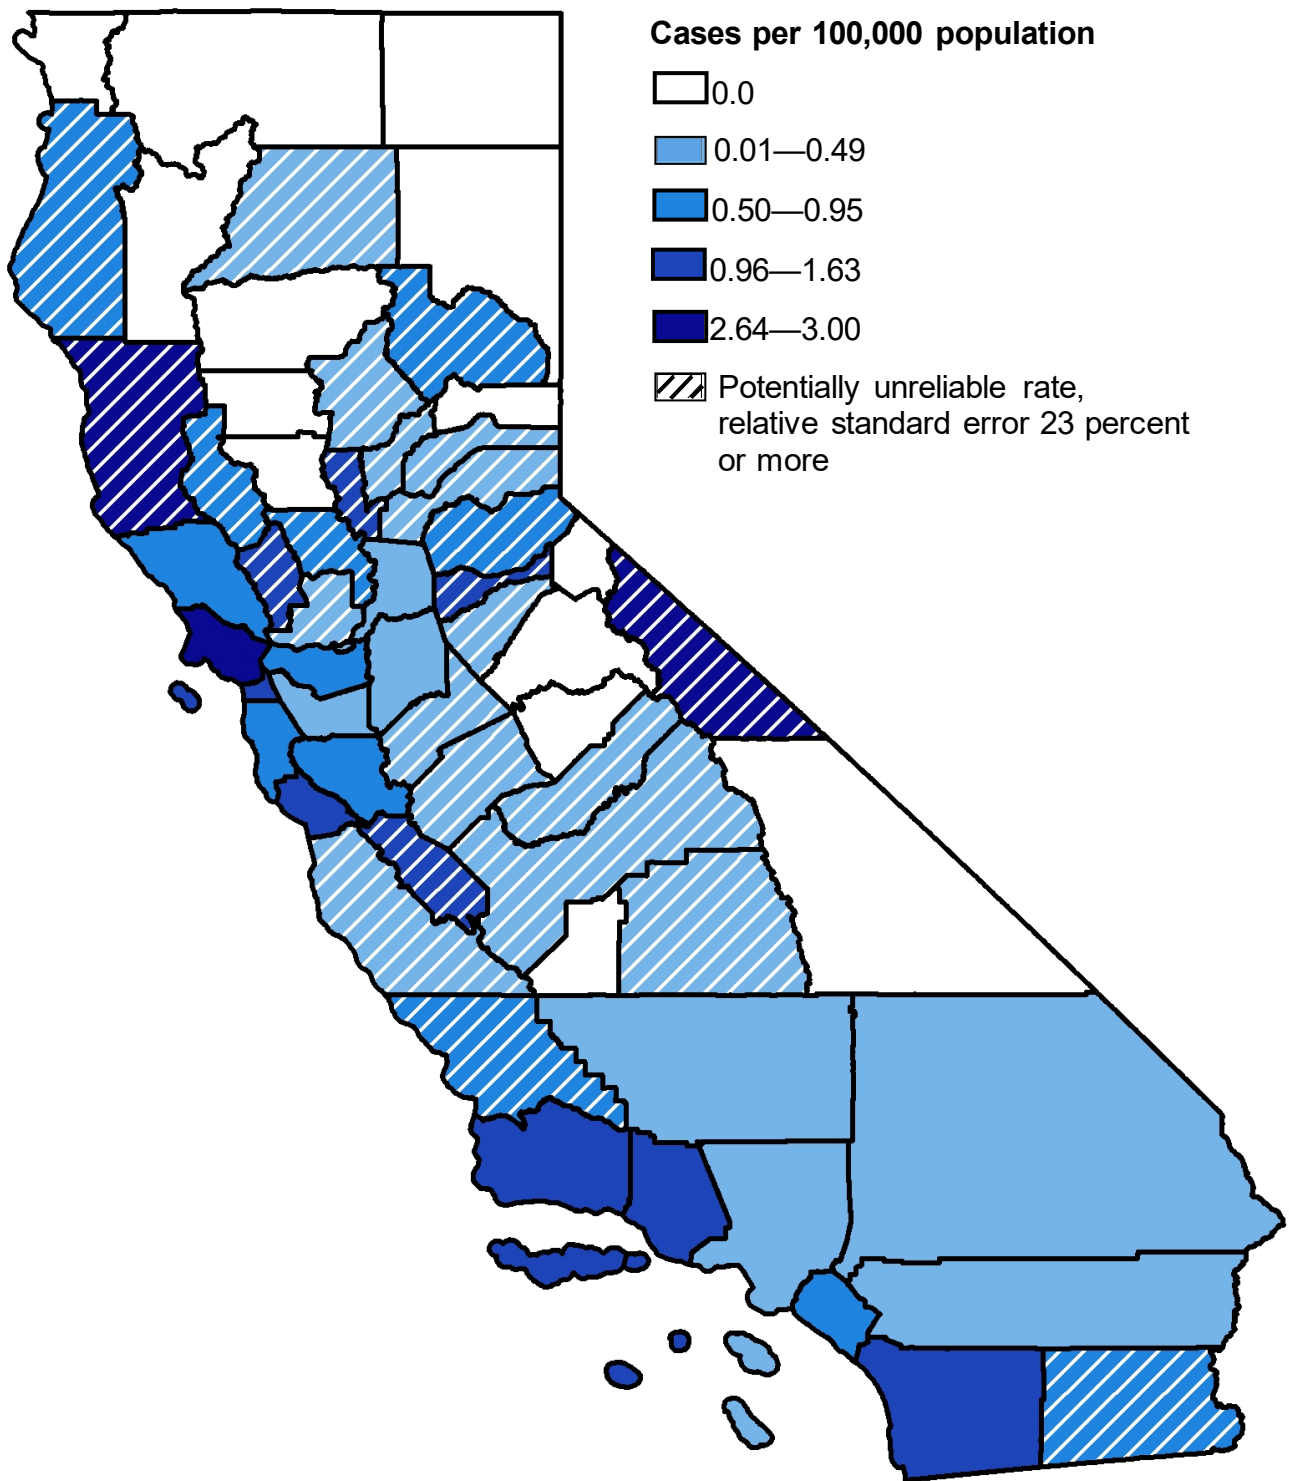 Cases per 100,000 population
0.0
0.01—0.49
0.50—0.95
0.96—1.63
2.64—3.00
Potentially unreliable rate,
relative standard error 23 percent
or more